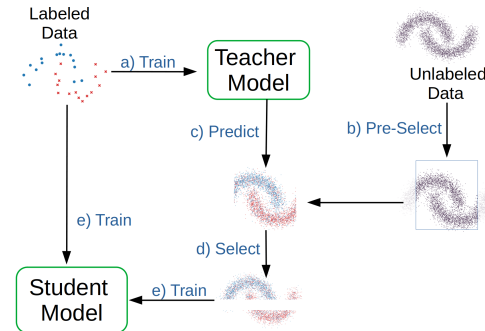 Labeled
Data
a) Train
Teacher
Model
Unlabeled
Data
b) Pre-Select
c) Predict
e) Train
d) Select
e) Train
Student
Model